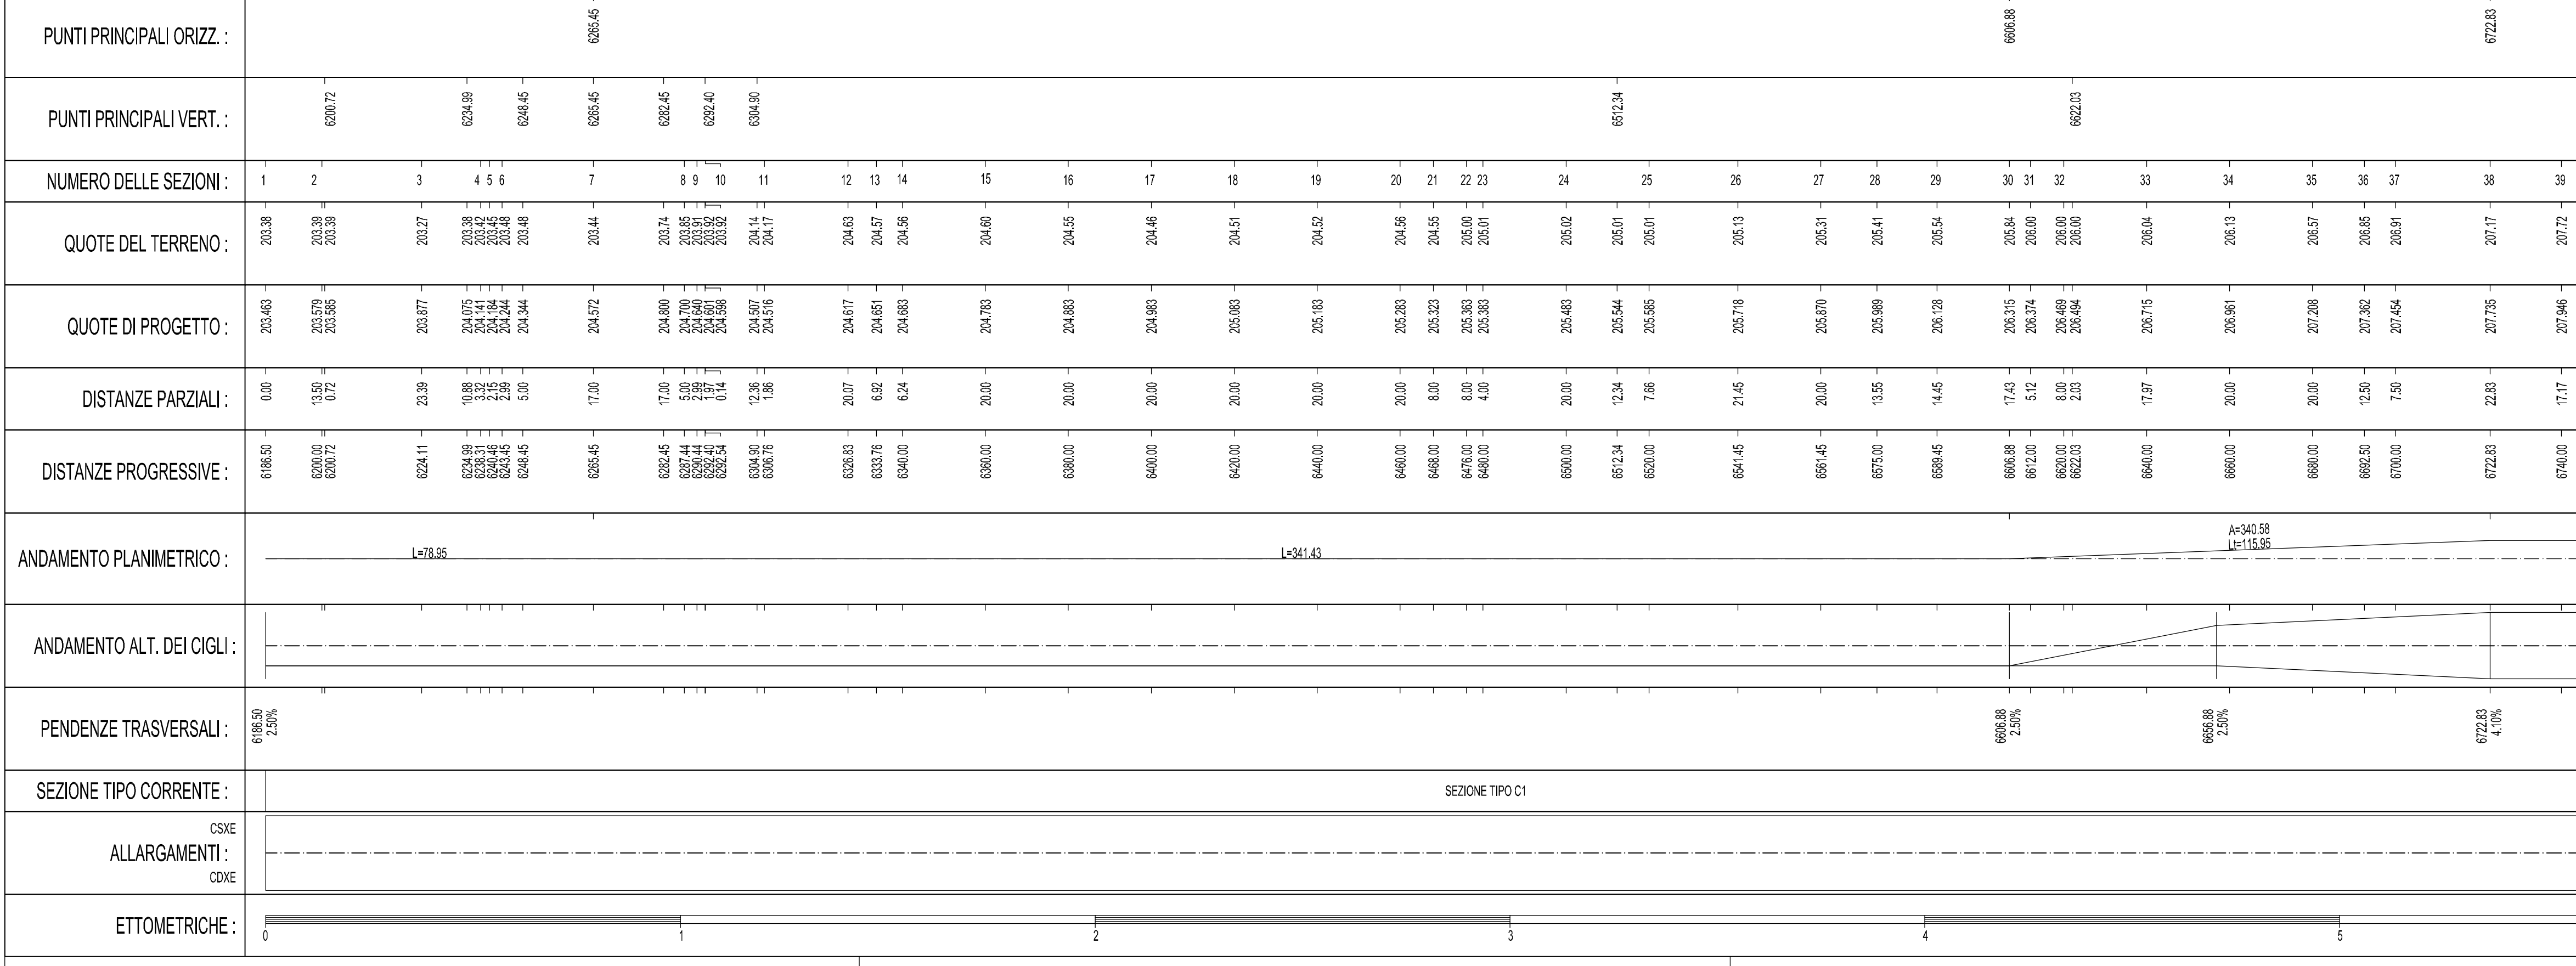 PUNTI PRINCIPALI ORIZZ. : 6265.45 6606.88 6722.83
PUNTI PRINCIPALI VERT. : 6200.72 6234.99 6248.45 6265.45 6282.45 6292.40 6304.90 6512.34 6622.03
NUMERO DELLE SEZIONI : 1 2 3 4 5 6 7 8 9 10 11 12 13 14 15 16 17 18 19 20 21 22 23 24 25 26 27 28 29 30 31 32 33 34 35 36 37 38 39
QUOTE DEL TERRENO : 203.38 203.39 203.39 203.27 203.38 203.42 203.45 203.48 203.48 203.44 203.74 203.85 203.91 203.92 203.92 204.14 204.17 204.63 204.57 204.56 204.60 204.55 204.46 204.51 204.52 204.56 204.55 205.00 205.01 205.02 205.01 205.01 205.13 205.31 205.41 205.54 205.84 206.00 206.00 206.00 206.04 206.13 206.57 206.85 206.91 207.17 207.72
QUOTE DI PROGETTO : 203.463 203.579 203.585 203.877 204.075 204.141 204.184 204.244 204.344 204.572 204.800 204.700 204.640 204.601 204.598 204.507 204.516 204.617 204.651 204.683 204.783 204.883 204.983 205.083 205.183 205.283 205.323 205.363 205.383 205.483 205.544 205.585 205.718 205.870 205.989 206.128 206.315 206.374 206.469 206.494 206.715 206.961 207.208 207.362 207.454 207.735 207.946
DISTANZE PARZIALI : 0.00 13.50 0.72 23.39 10.88 3.32 2.15 2.99 5.00 17.00 17.00 5.00 2.99 1.97 0.14 12.36 1.86 20.07 6.92 6.24 20.00 20.00 20.00 20.00 20.00 20.00 8.00 8.00 4.00 20.00 12.34 7.66 21.45 20.00 13.55 14.45 17.43 5.12 8.00 2.03 17.97 20.00 20.00 12.50 7.50 22.83 17.17
DISTANZE PROGRESSIVE : 6186.50 6200.00 6200.72 6224.11 6234.99 6238.31 6240.46 6243.45 6248.45 6265.45 6282.45 6287.44 6290.44 6292.40 6292.54 6304.90 6306.76 6326.83 6333.76 6340.00 6360.00 6380.00 6400.00 6420.00 6440.00 6460.00 6468.00 6476.00 6480.00 6500.00 6512.34 6520.00 6541.45 6561.45 6575.00 6589.45 6606.88 6612.00 6620.00 6622.03 6640.00 6660.00 6680.00 6692.50 6700.00 6722.83 6740.00
ANDAMENTO PLANIMETRICO : L=78.95 L=341.43 A=340.58
Lt=115.95
ANDAMENTO ALT. DEI CIGLI :
PENDENZE TRASVERSALI : 6186.50 2.50% 6606.88 2.50% 6656.88 2.50% 6722.83 4.10%
SEZIONE TIPO CORRENTE : SEZIONE TIPO C1
CSXE
ALLARGAMENTI :
CDXE
ETTOMETRICHE : 0 1 2 3 4 5